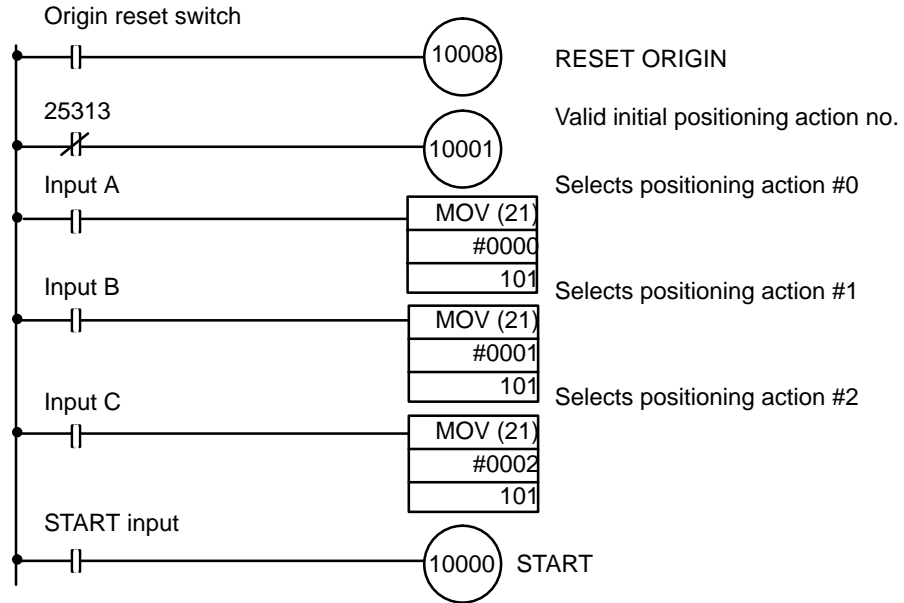 Origin reset switch
10008
RESET ORIGIN
25313
Valid initial positioning action no.
10001
Input A
Selects positioning action #0
MOV (21)
#0000
101
Input B
Selects positioning action #1
MOV (21)
#0001
101
Input C
Selects positioning action #2
MOV (21)
#0002
101
START input
10000
START